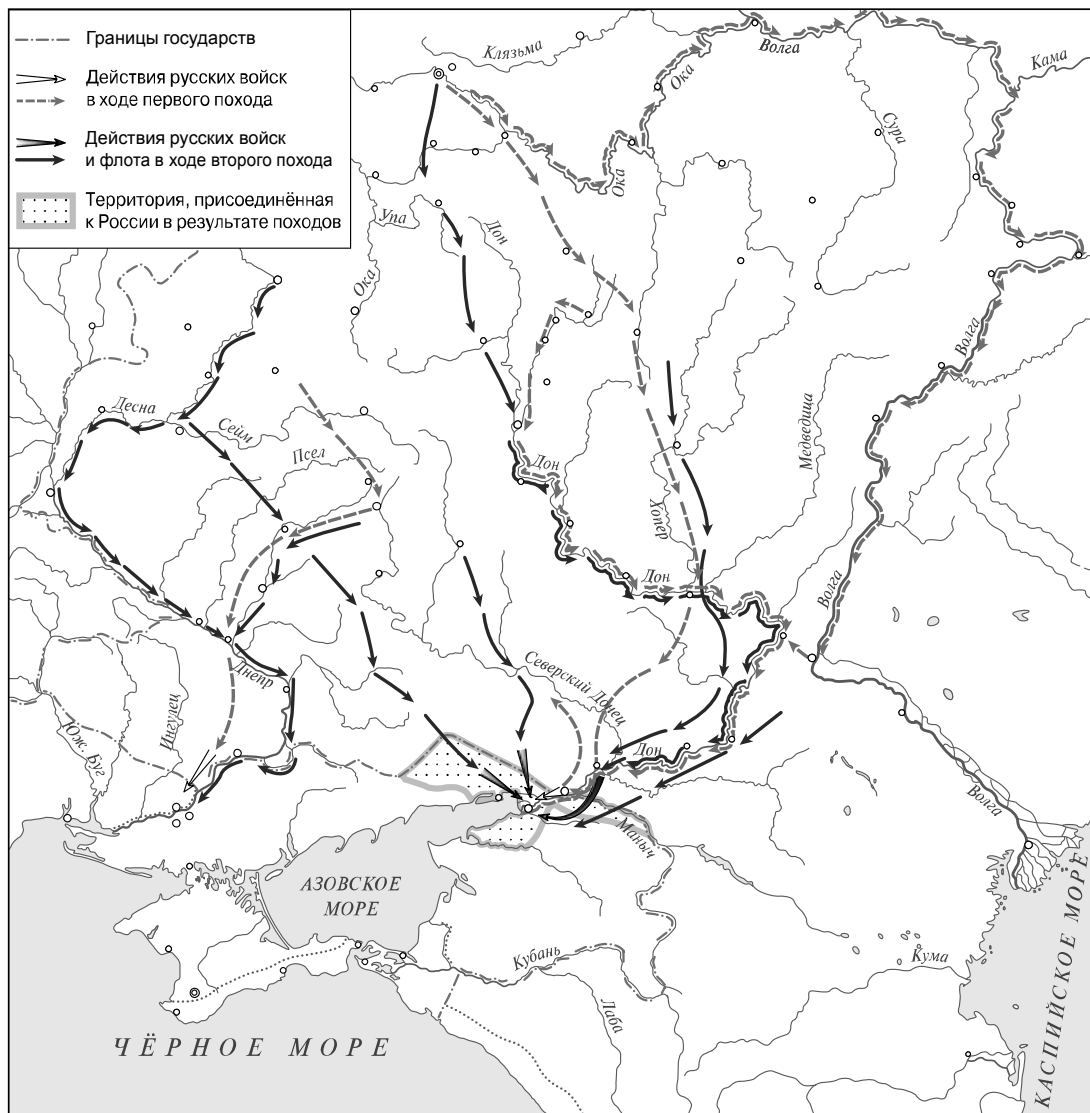 Границы государств
Действия русских войск
в ходе первого похода
Действия русских войск
и флота в ходе второго похода
Территория, присоединённая
к России в результате походов
Клязьма
Волга
Кама
Ока
Сура
Ока
Упа
Дон
Ока
Волга
Десна
Сейм
Псел
Медведица
Дон
Хопер
Дон
Волга
Северский Донец
Днепр
Ингулец
Юж. Буг
Дон
Волга
Маныч
АЗОВСКОЕ
МОРЕ
Кубань
Кума
Лаба
ЧЁРНОЕ МОРЕ
КАСПИЙСКОЕ МОРЕ